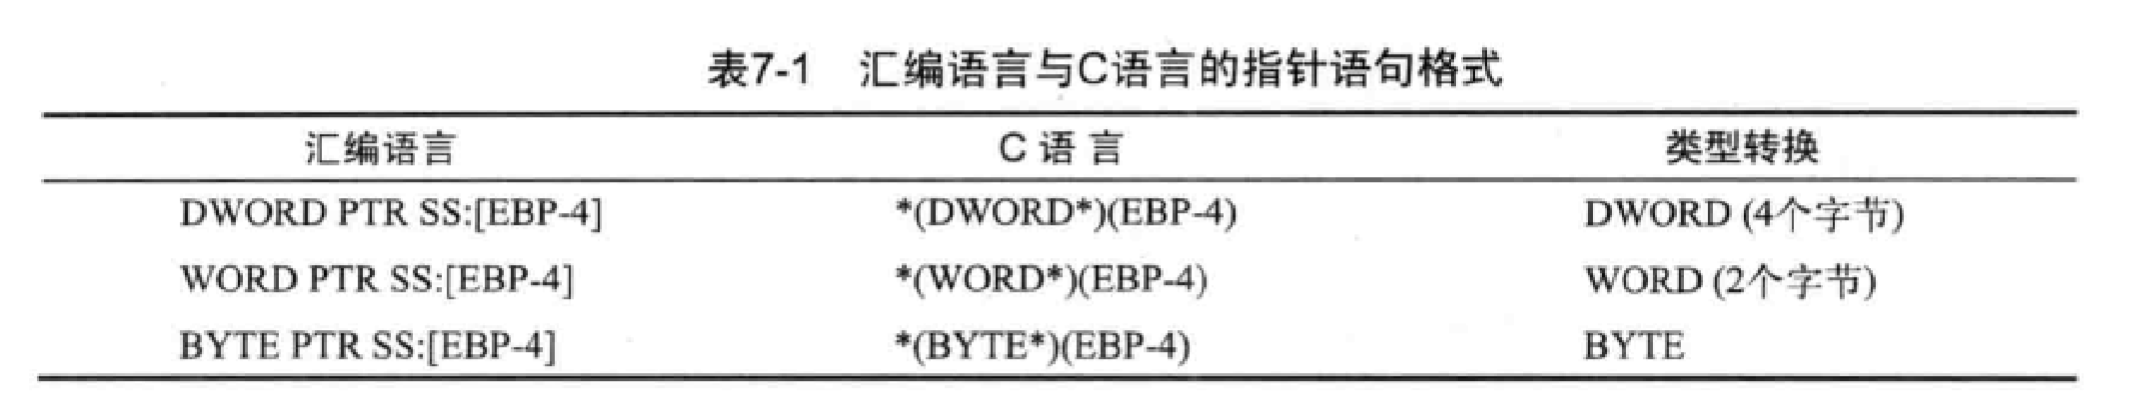 表7-1 汇编语言与C语言的指针语句格式
汇编语言 C 语 言 类型转换
DWORD PTR SS:[EBP-4] *(DWORD*)(EBP-4) DWORD (4个字节)
WORD PTR SS:[EBP-4] *(WORD*)(EBP-4) WORD (2个字节)
BYTE PTR SS:[EBP-4] *(BYTE*)(EBP-4) BYTE